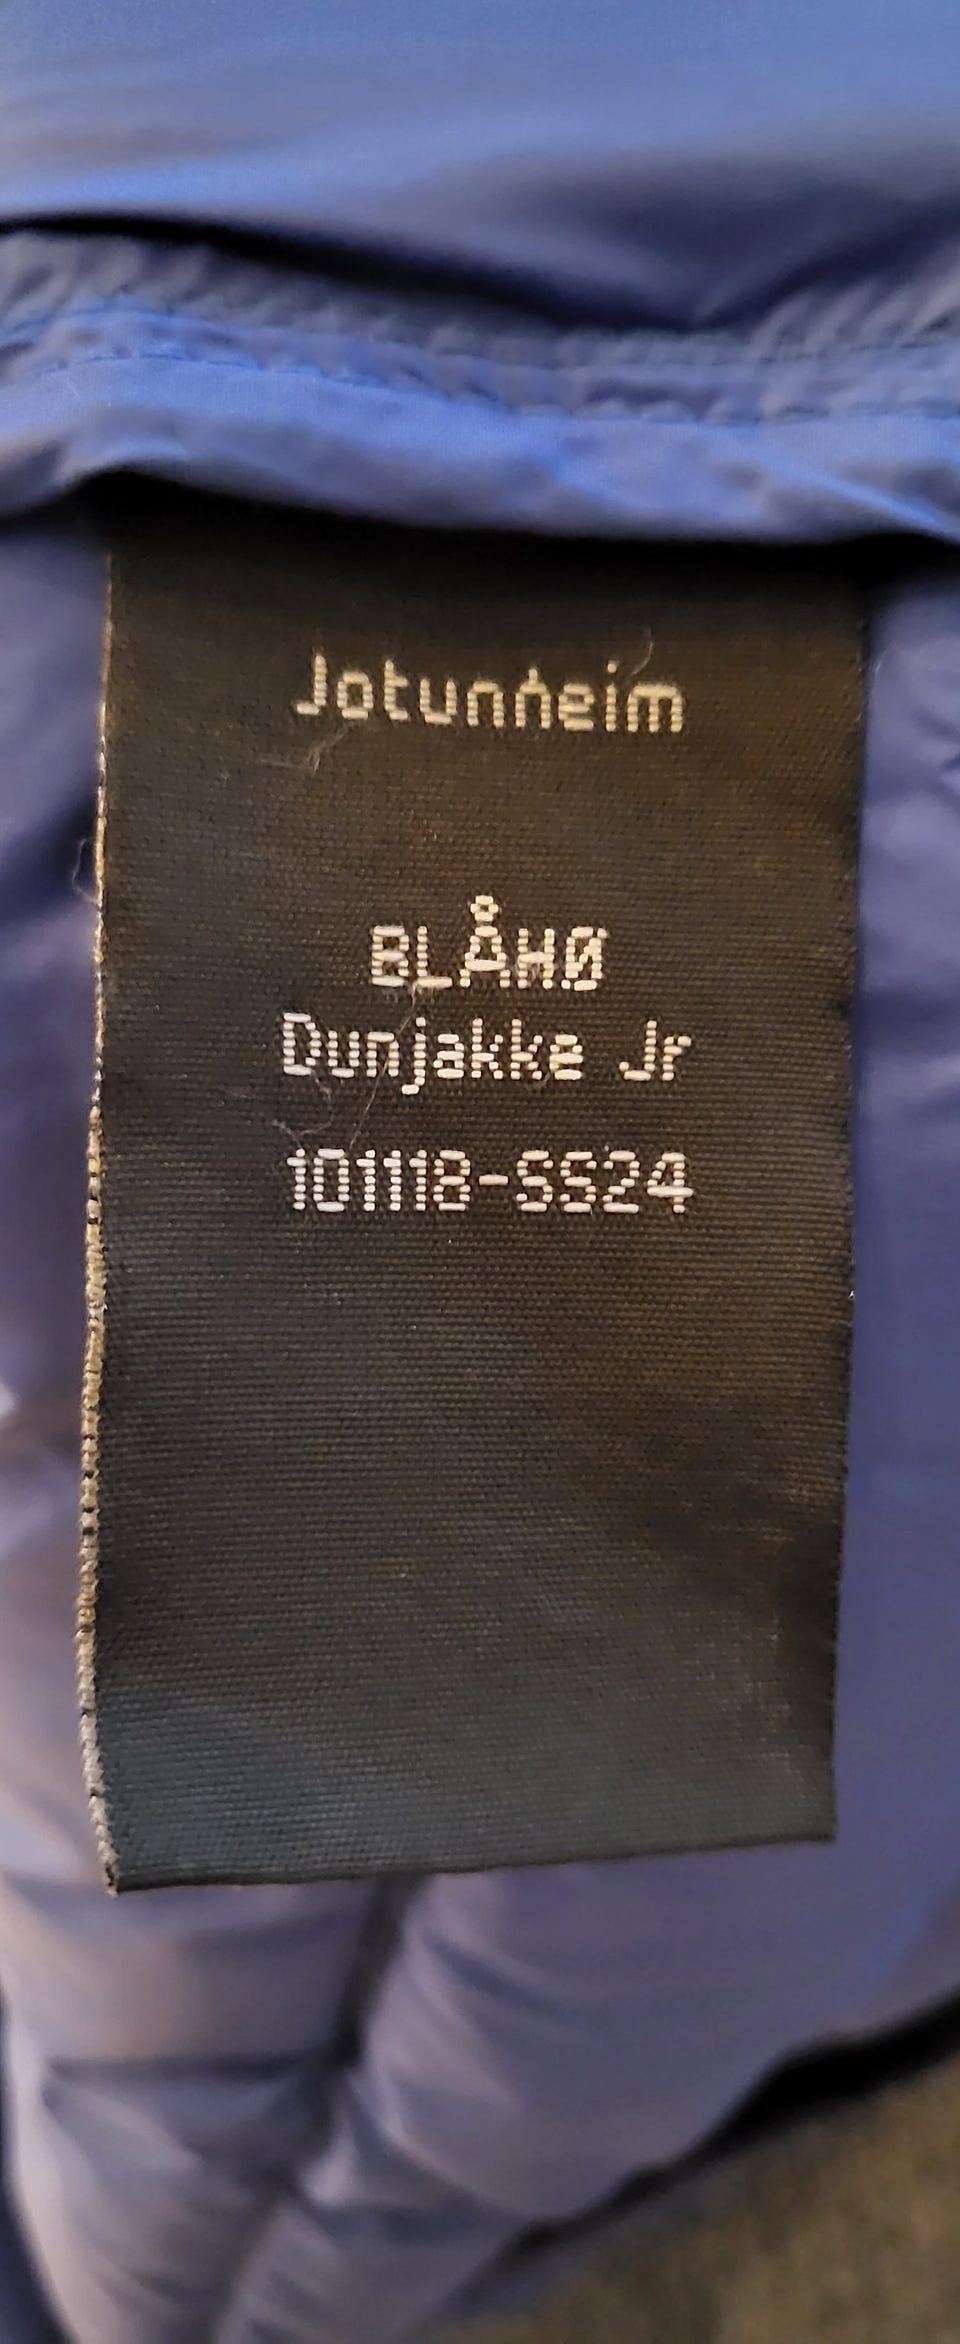 Jotunheim
BLÅHØ
Dunjakke Jr
101118-SS24